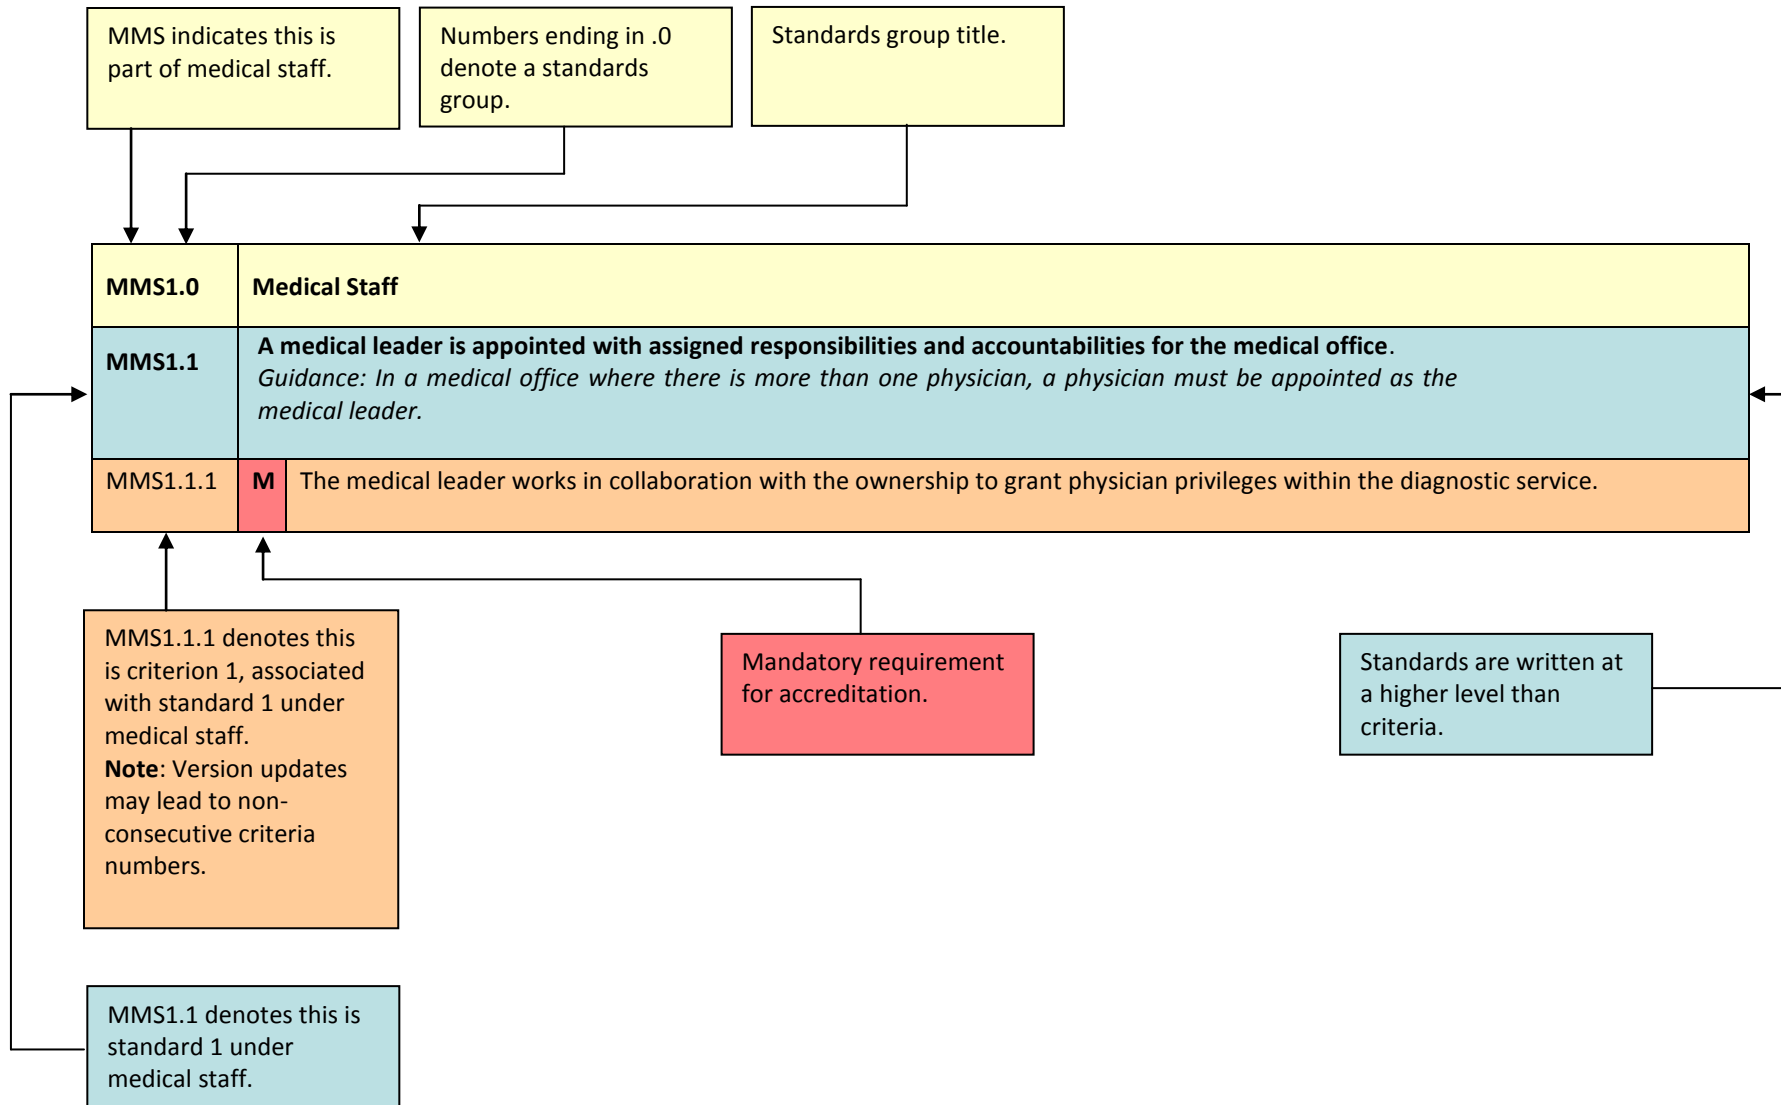 MMS indicates this is
part of medical staff.
Numbers ending in .0
denote a standards
group.
Standards group title.
MMS1.0
Medical Staff
MMS1.1
A medical leader is appointed with assigned responsibilities and accountabilities for the medical office.
Guidance: In a medical office where there is more than one physician, a physician must be appointed as the
medical leader.
MMS1.1.1
M
The medical leader works in collaboration with the ownership to grant physician privileges within the diagnostic service.
MMS1.1.1 denotes this
is criterion 1, associated
with standard 1 under
medical staff.
Note: Version updates
may lead to non-
consecutive criteria
numbers.
Mandatory requirement
for accreditation.
Standards are written at
a higher level than
criteria.
MMS1.1 denotes this is
standard 1 under
medical staff.